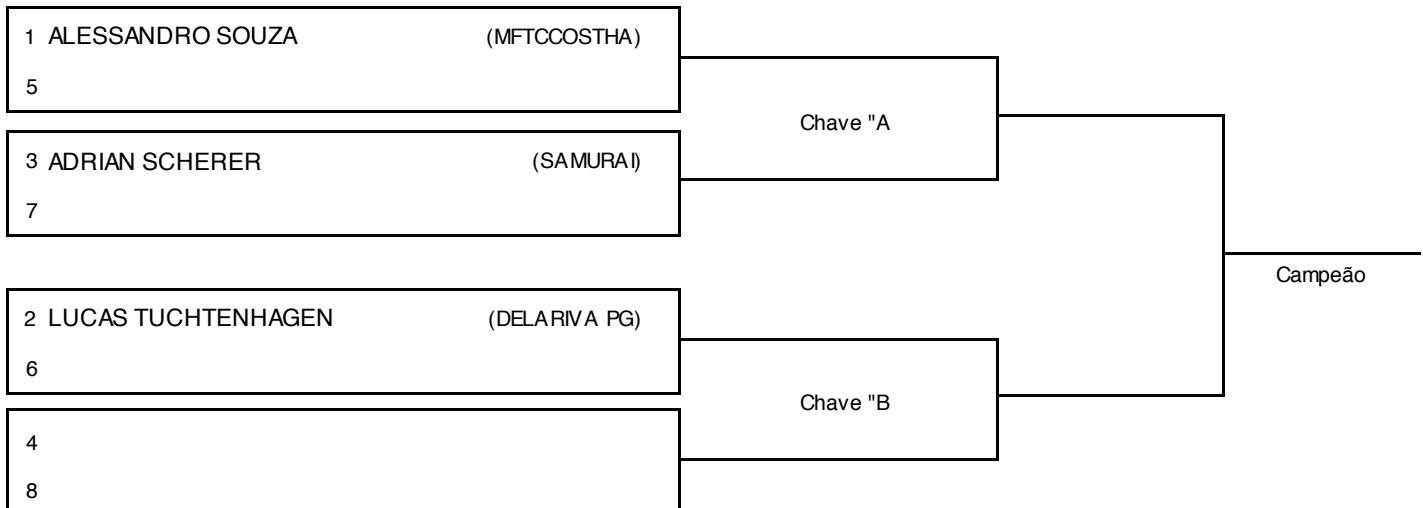 1 ALESSANDRO SOUZA (MFTCCOSTHA)
5
Chave "A
3 ADRIAN SCHERER (SAMURAI)
7
Campeão
2 LUCAS TUCHTENHAGEN (DELARIVA PG)
6
Chave "B
4
8